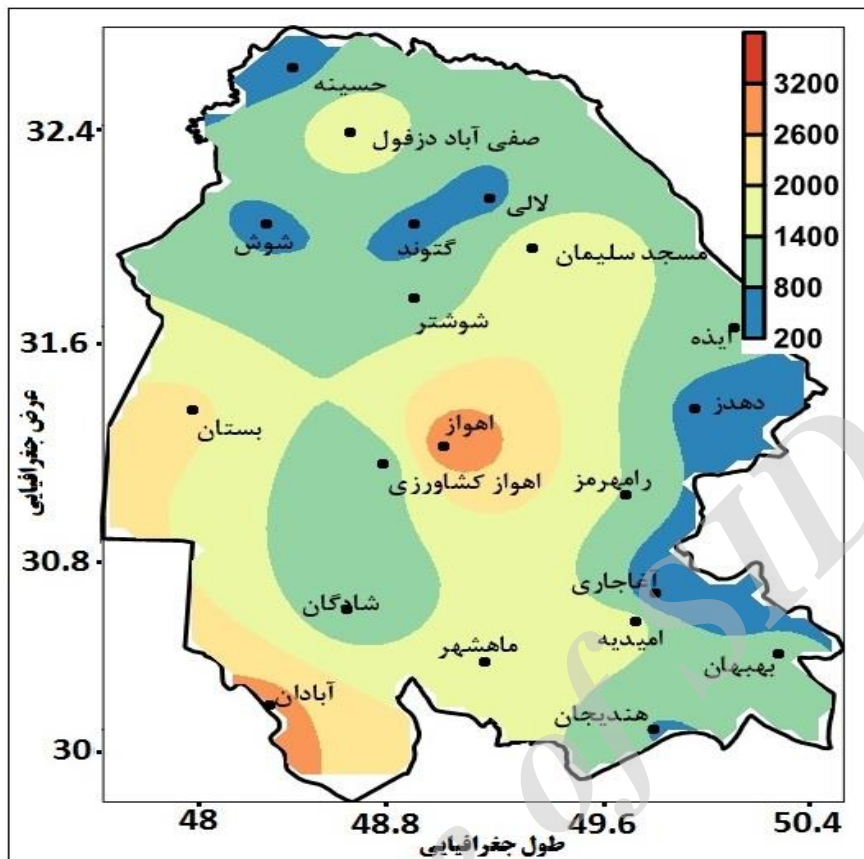 حسینه
3200
32.4
صفی آباد دزفول
2600
لالی
2000
شوش
گتوند
مسجد سلیمان
1400
800
شوشتر
31.6
ایذه
200
دهدز
بستان
اهواز
اهواز کشاورزی
رامهرمز
عرض جغرافیایی
30.8
آغاجاری
شادگان
امیدیه
ماهشهر
بهبهان
آبادان
هندیجان
30
48
48.8
49.6
50.4
طول جغرافیایی
of SID